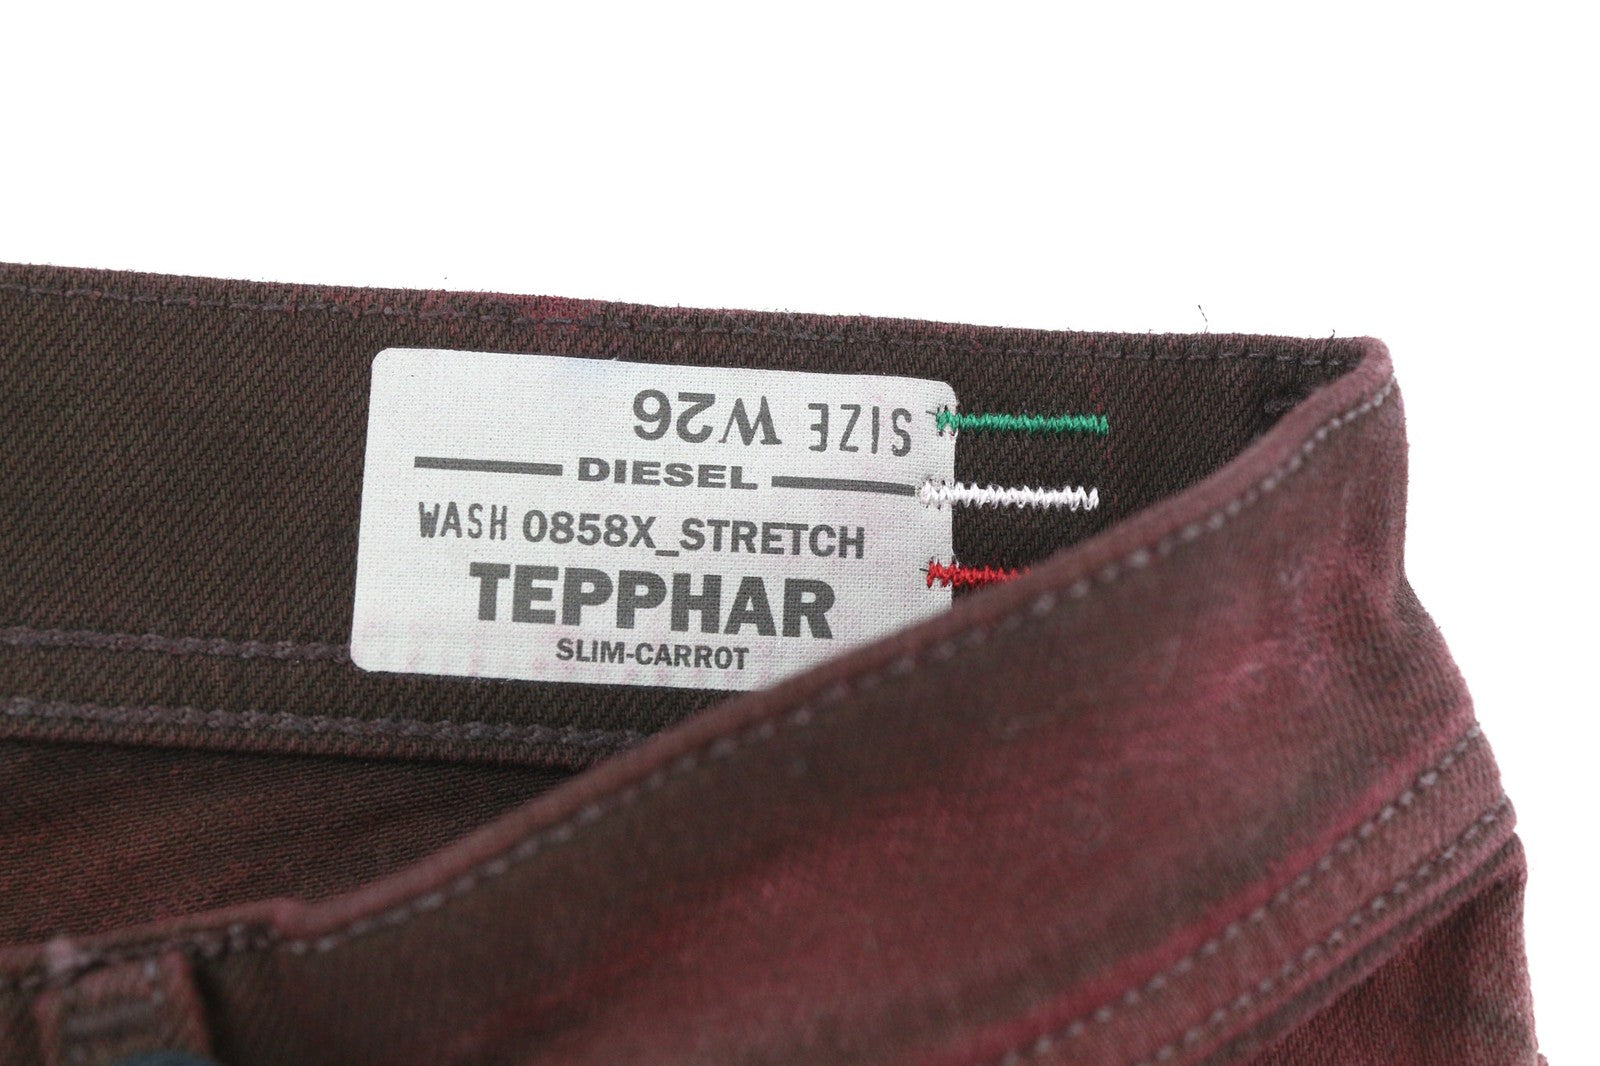 SIZE W26
DIESEL
WASH 0858X_STRETCH
TEPPHAR
SLIM-CARROT